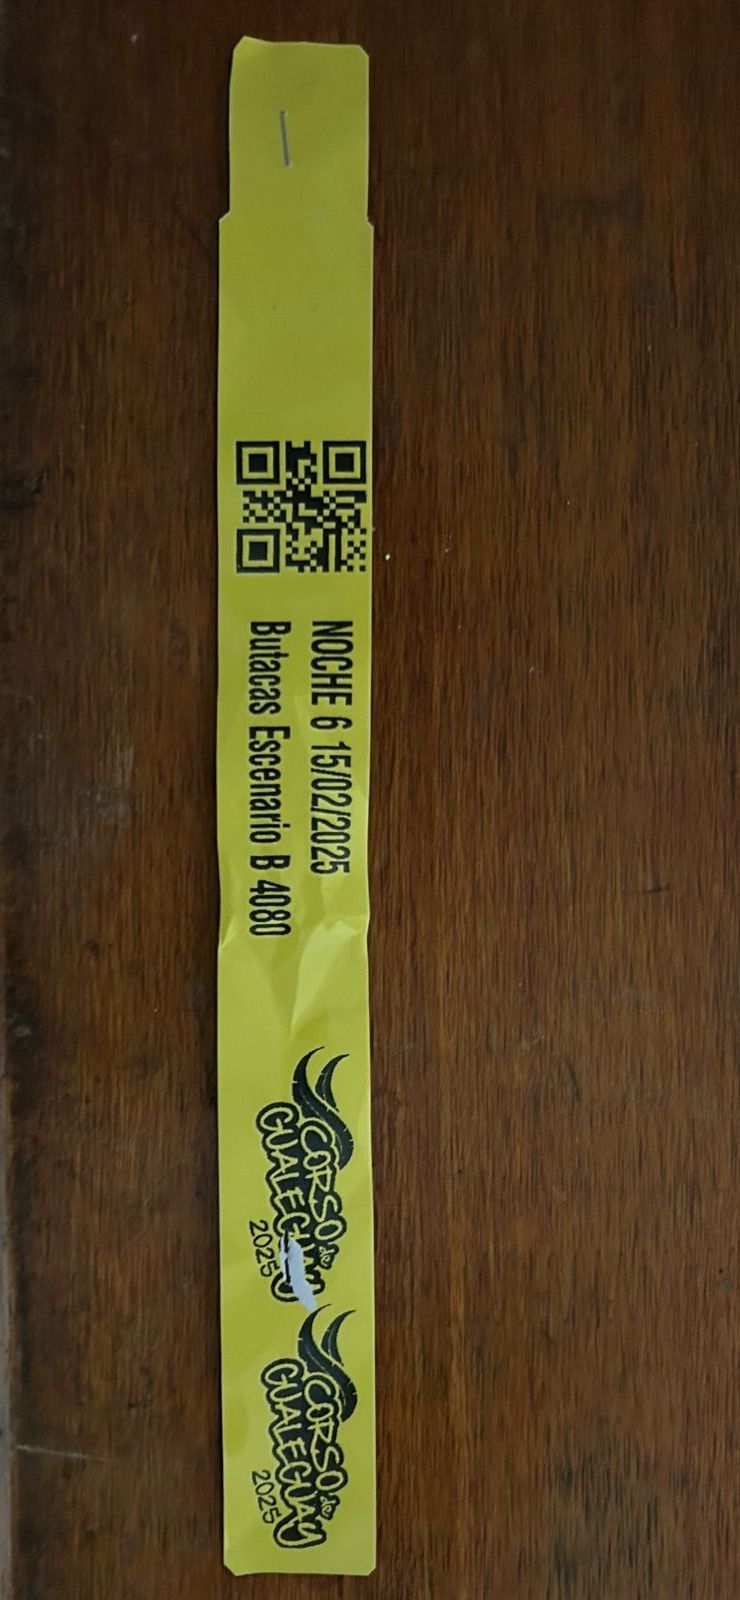 NOCHE 6 15/02/2025
Butacas Escenario B 4080
CORSO de
GUALEGUAY
2025
CORSO de
GUALEGUAY
2025